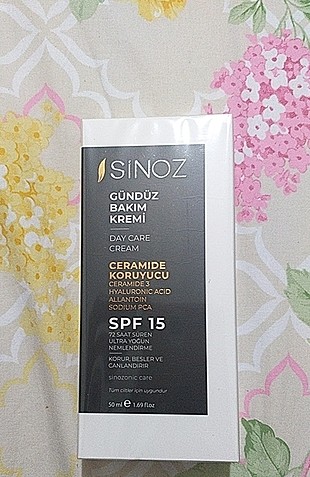 SiNOZ
GÜNDÜZ
BAKIM
KREMİ
DAY CARE
CREAM
CERAMIDE
KORUYUCU
CERAMIDE 3
HYALURONIC ACID
ALLANTOIN
SODIUM PCA
SPF 15
72 SAAT SÜREN
ULTRA YOĞUN
NEMLENDİRME
KORUR, BESLER VE
CANLANDIRIR
sinozonic care
Tüm ciltler için uygundur
50 ml e 1.69 fl.oz